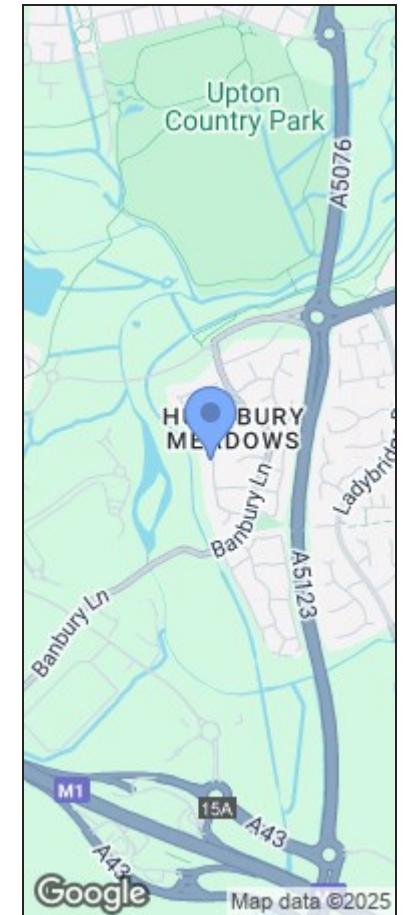 Upton
Country Park
A5076
H BURY
MEADOWS
Ladybridge
Banbury Ln
A5123
Banbury Ln
M1
15A
A43
A43
Google
Map data ©2025